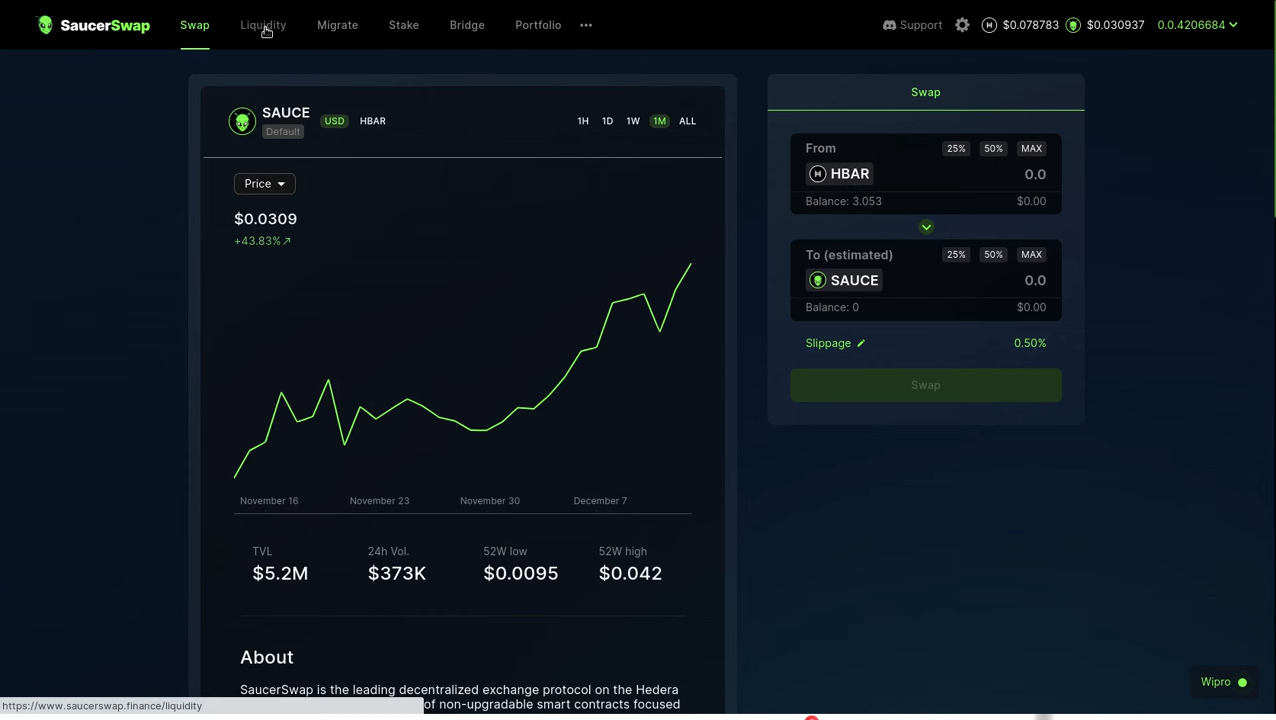 SaucerSwap
Swap
Liquidity
Migrate
Stake
Bridge
Portfolio
Support
$0.078783
$0.030937
0.0.4206684
SAUCE
Default
USD
HBAR
1H
1D
1W
1M
ALL
Price
$0.0309
+43.83%
November 16
November 23
November 30
December 7
TVL
24h Vol.
52W low
52W high
$5.2M
$373K
$0.0095
$0.042
About
SaucerSwap is the leading decentralized exchange protocol on the Hedera
of non-upgradable smart contracts focused
Swap
From
25%
50%
MAX
HBAR
0.0
Balance: 3.053
$0.00
To (estimated)
25%
50%
MAX
SAUCE
0.0
Balance: 0
$0.00
Slippage
0.50%
Swap
Wipro
https://www.saucerswap.finance/liquidity